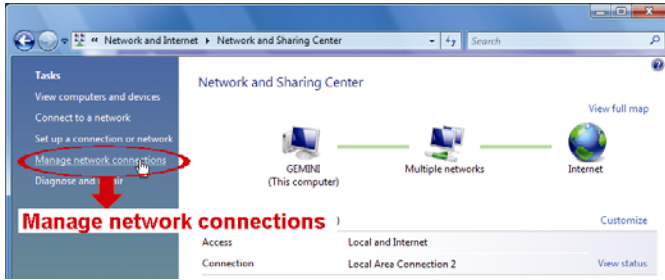 « Network and Internet ▸ Network and Sharing Center
Search
Tasks
View computers and devices
Connect to a network
Set up a connection or network
Manage network connections
Diagnose and
Network and Sharing Center
View full map
GEMINI
(This computer)
Multiple networks
Internet
Manage network connections
)
Customize
Access
Local and Internet
Connection
Local Area Connection 2
View status